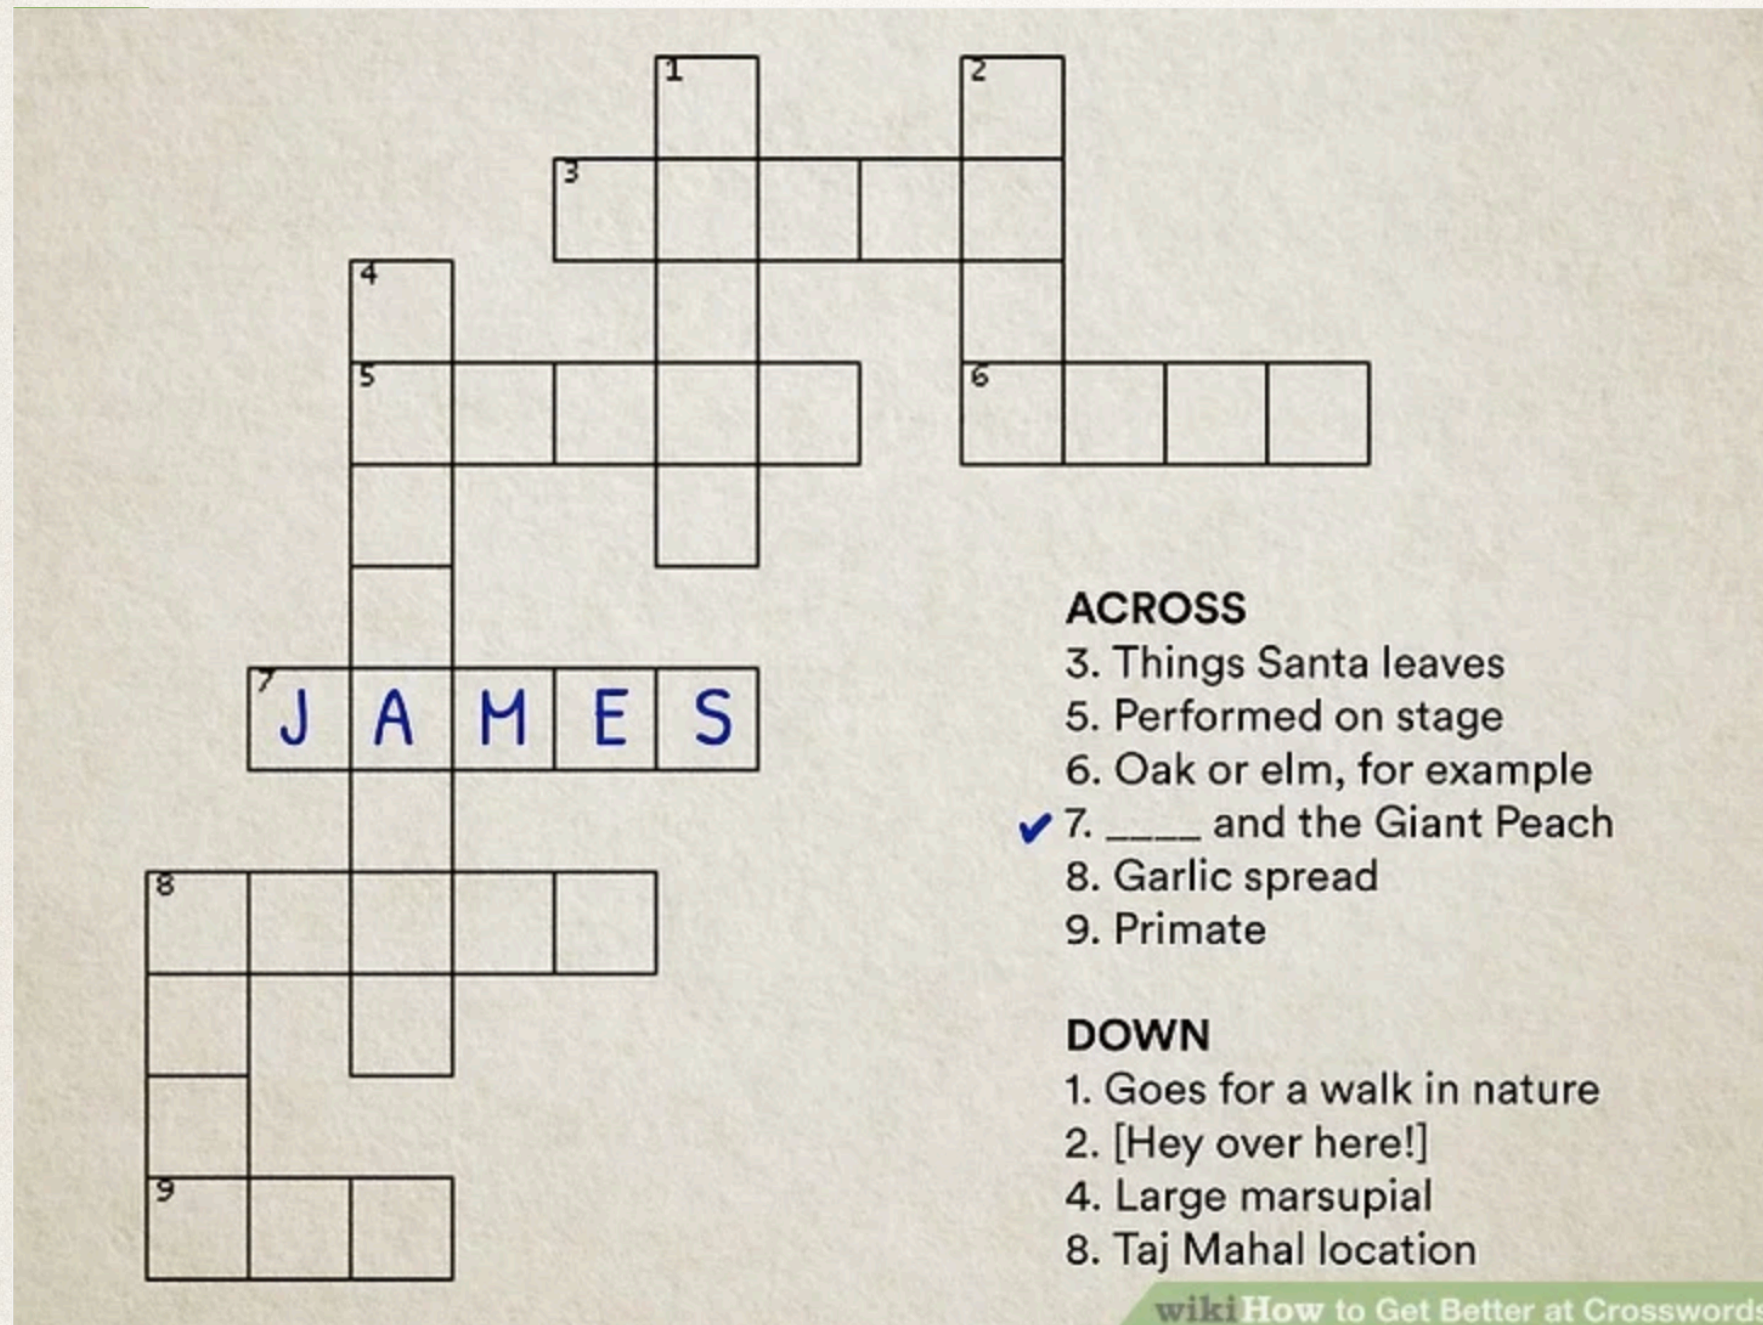 1
2
3
4
5
6
7 J A M E S
8
9
ACROSS
3. Things Santa leaves
5. Performed on stage
6. Oak or elm, for example
✔ 7. ____ and the Giant Peach
8. Garlic spread
9. Primate
DOWN
1. Goes for a walk in nature
2. [Hey over here!]
4. Large marsupial
8. Taj Mahal location
wikiHow to Get Better at Crosswords